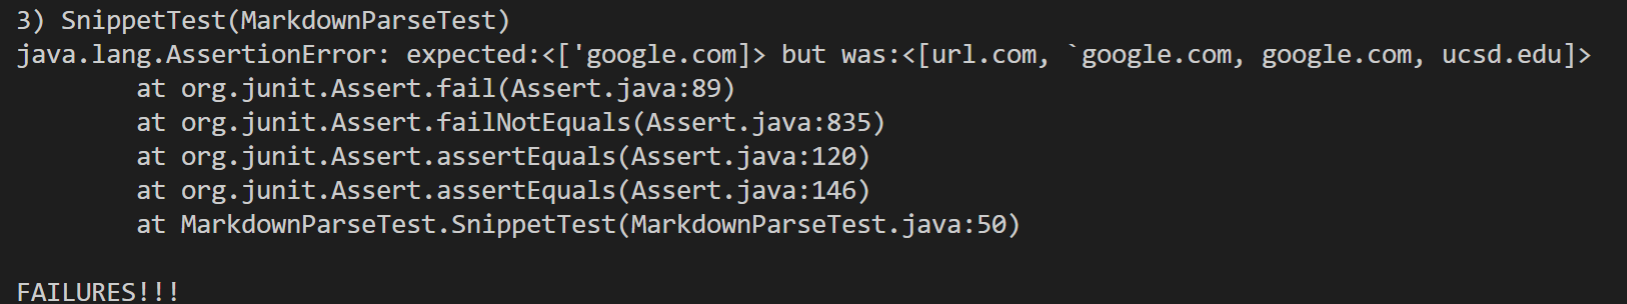 3) SnippetTest(MarkdownParseTest)
java.lang.AssertionError: expected:<['google.com]> but was:<[url.com, `google.com, google.com, ucsd.edu]>
        at org.junit.Assert.fail(Assert.java:89)
        at org.junit.Assert.failNotEquals(Assert.java:835)
        at org.junit.Assert.assertEquals(Assert.java:120)
        at org.junit.Assert.assertEquals(Assert.java:146)
        at MarkdownParseTest.SnippetTest(MarkdownParseTest.java:50)

FAILURES!!!